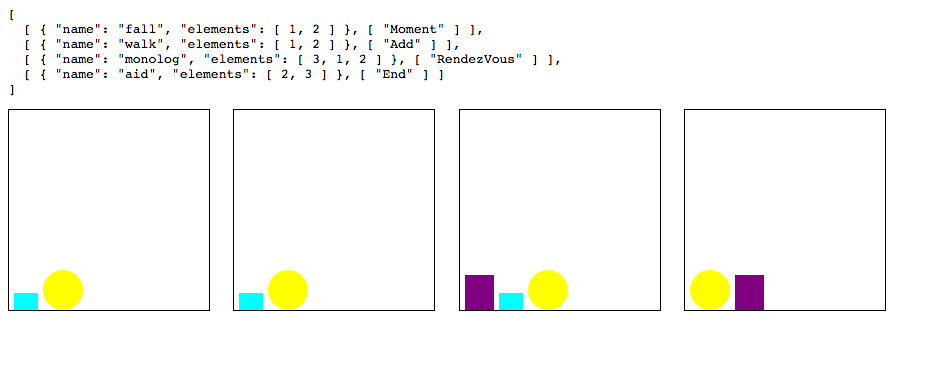 [
  [ { "name": "fall", "elements": [ 1, 2 ] }, [ "Moment" ] ],
  [ { "name": "walk", "elements": [ 1, 2 ] }, [ "Add" ] ],
  [ { "name": "monolog", "elements": [ 3, 1, 2 ] }, [ "RendezVous" ] ],
  [ { "name": "aid", "elements": [ 2, 3 ] }, [ "End" ] ]
]